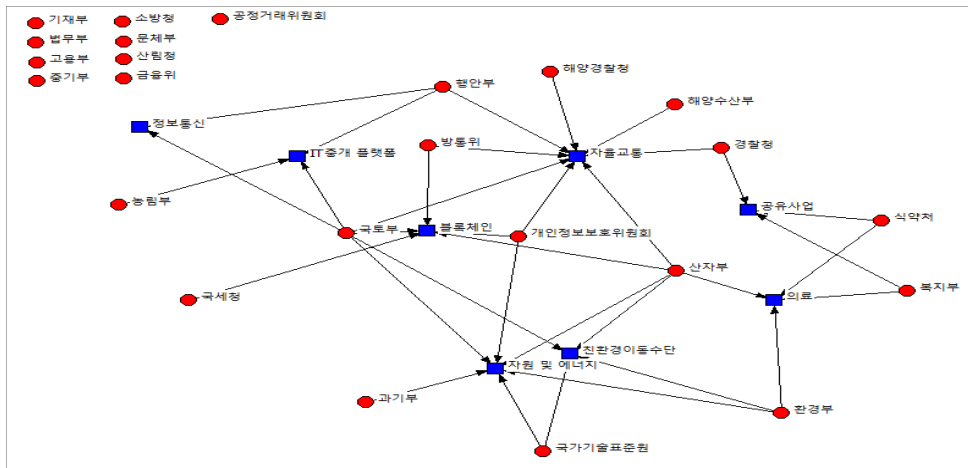 기재부
소방청
공정거래위원회
법무부
문체부
고용부
산림청
중기부
금융위
해양경찰청
행안부
해양수산부
정보통신
방통위
IT중개 플랫폼
자율교통
경찰청
농림부
공유사업
식약처
국토부
블록체인
개인정보보호위원회
산자부
국세청
의료
복지부
친환경이동수단
자원 및 에너지
과기부
환경부
국가기술표준원